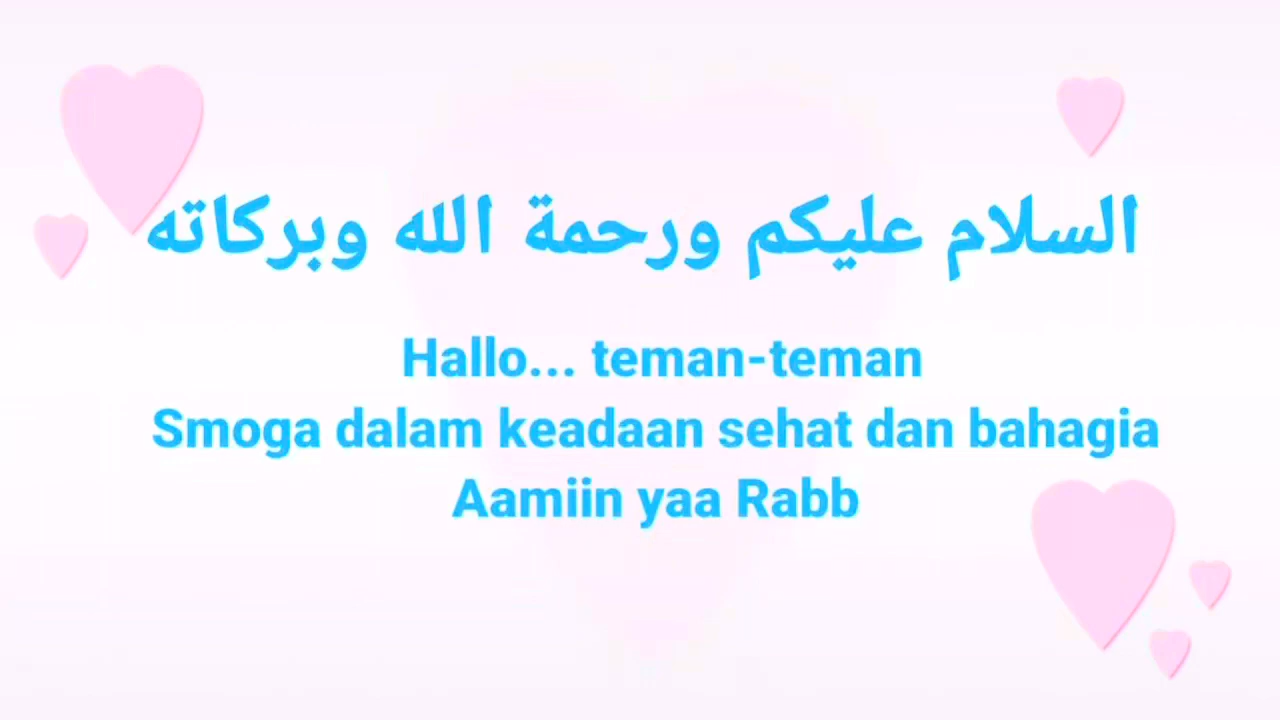 السلام عليكم ورحمة الله وبركاته
Hallo... teman-teman
Smoga dalam keadaan sehat dan bahagia
Aamiin yaa Rabb